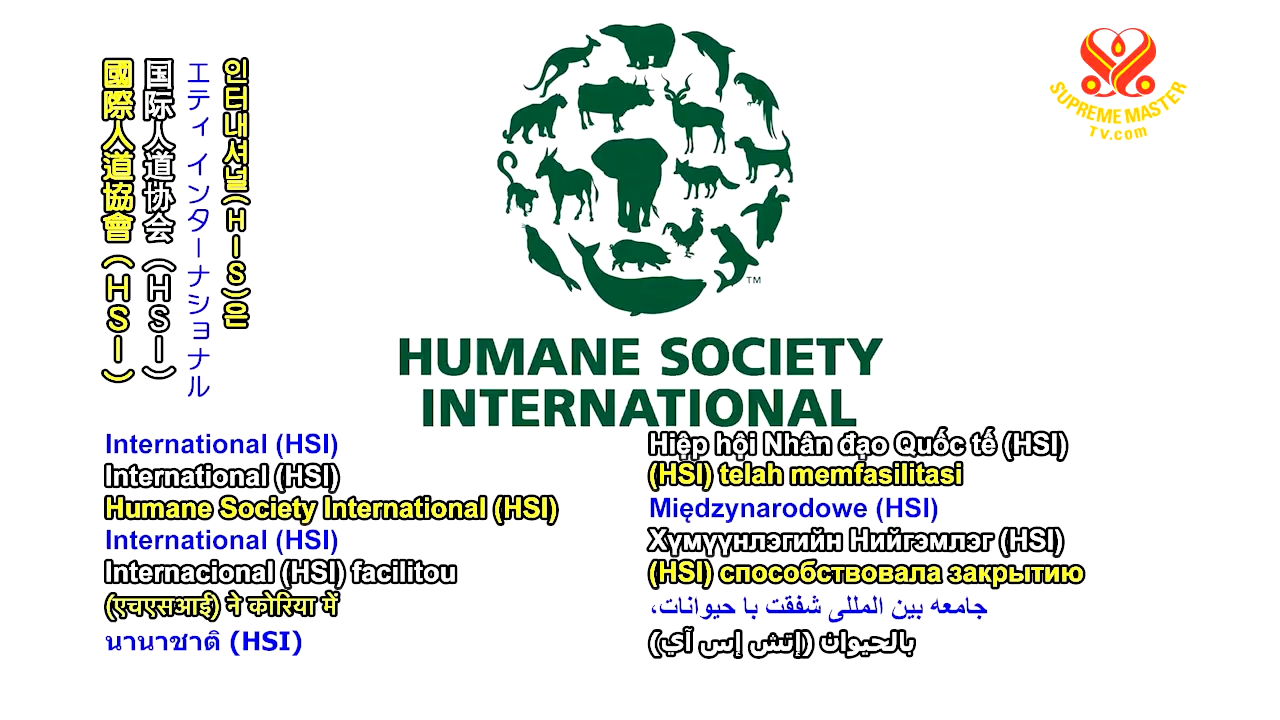 國際人道協會（HSI）
国际人道协会（HSI）
エティ インターナショナル
인터내셔널(HIS)은
SUPREME MASTER
TV.com
TM
HUMANE SOCIETY
INTERNATIONAL
International (HSI)
International (HSI)
Humane Society International (HSI)
International (HSI)
Internacional (HSI) facilitou
(एचएसआई) ने कोरिया में
นานาชาติ (HSI)
Hiệp hội Nhân đạo Quốc tế (HSI)
(HSI) telah memfasilitasi
Międzynarodowe (HSI)
Хүмүүнлэгийн Нийгэмлэг (HSI)
(HSI) способствовала закрытию
جامعه بین المللی شفقت با حیوانات،
بالحيوان (إتش إس آي)